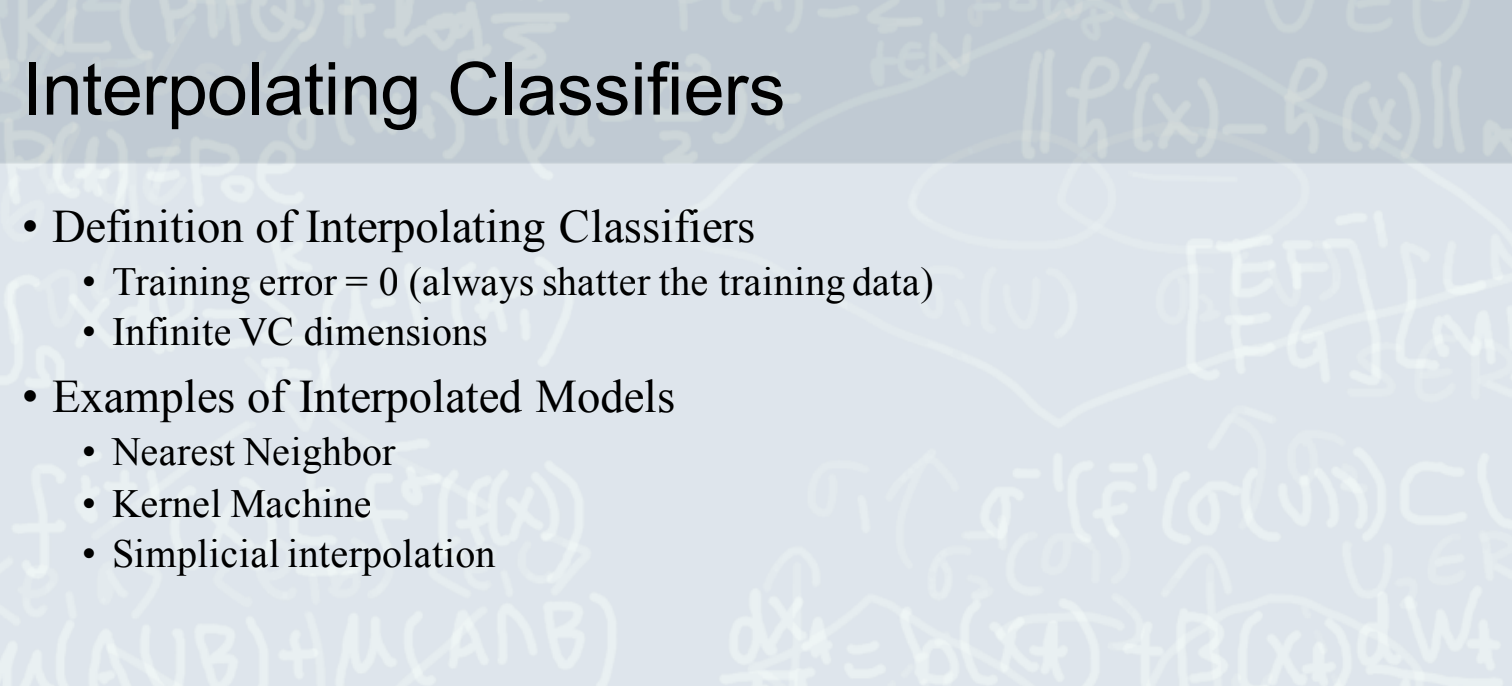 Interpolating Classifiers
• Definition of Interpolating Classifiers
• Training error = 0 (always shatter the training data)
• Infinite VC dimensions
• Examples of Interpolated Models
• Nearest Neighbor
• Kernel Machine
• Simplicial interpolation